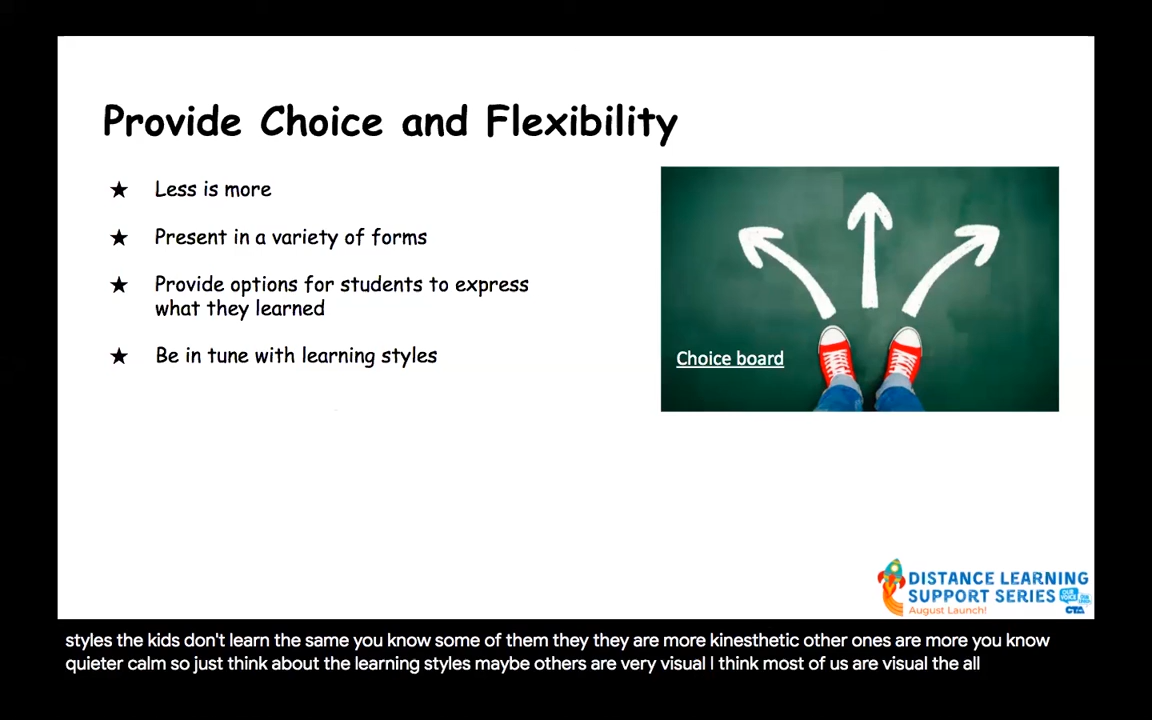 Provide Choice and Flexibility
★ Less is more
★ Present in a variety of forms
★ Provide options for students to express
what they learned
★ Be in tune with learning styles
Choice board
DISTANCE LEARNING
SUPPORT SERIES
August Launch!
CTA
styles the kids don't learn the same you know some of them they they are more kinesthetic other ones are more you know
quieter calm so just think about the learning styles maybe others are very visual I think most of us are visual the all